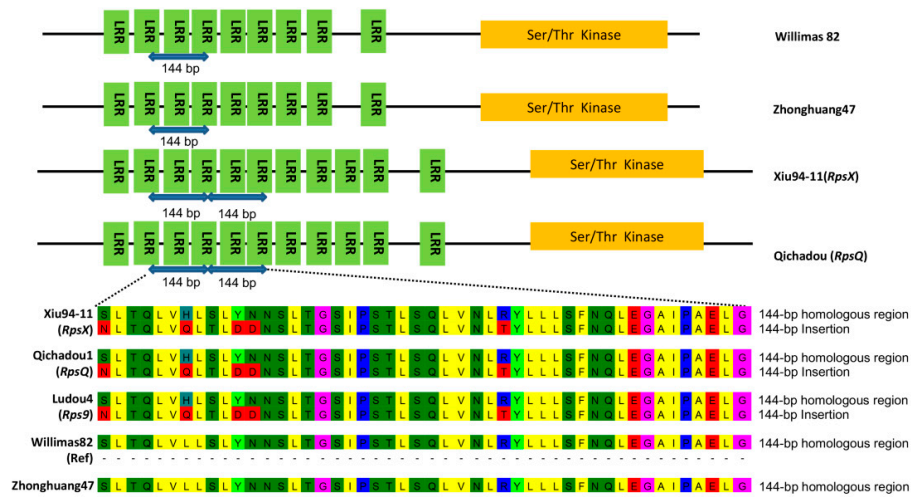 LRR LRR LRR LRR LRR LRR LRR LRR LRR Ser/Thr Kinase Willimas 82
144 bp
LRR LRR LRR LRR LRR LRR LRR LRR LRR Ser/Thr Kinase Zhonghuang47
144 bp
LRR LRR LRR LRR LRR LRR LRR LRR LRR LRR LRR Ser/Thr Kinase Xiu94-11(RpsX)
144 bp 144 bp
LRR LRR LRR LRR LRR LRR LRR LRR LRR LRR LRR Ser/Thr Kinase Qichadou (RpsQ)
144 bp 144 bp
Xiu94-11 S L T Q L V H L S L Y N N S L T G S I P S T L S Q L V N L R Y L L L S F N Q L E G A I P A E L G 144-bp homologous region
(RpsX) N L T Q L V Q L T L D D N S L T G S I P S T L S Q L V N L T Y L L L S F N Q L E G A I P A E L G 144-bp Insertion
Qichadou1 S L T Q L V H L S L Y N N S L T G S I P S T L S Q L V N L R Y L L L S F N Q L E G A I P A E L G 144-bp homologous region
(RpsQ) N L T Q L V Q L T L D D N S L T G S I P S T L S Q L V N L T Y L L L S F N Q L E G A I P A E L G 144-bp Insertion
Ludou4 S L T Q L V H L S L Y N N S L T G S I P S T L S Q L V N L R Y L L L S F N Q L E G A I P A E L G 144-bp homologous region
(Rps9) N L T Q L V Q L T L D D N S L T G S I P S T L S Q L V N L T Y L L L S F N Q L E G A I P A E L G 144-bp Insertion
Willimas82 S L T Q L V L L S L Y N N S L T G S I P S T L S Q L V N L R Y L L L S F N Q L E G A I P A E L G 144-bp homologous region
(Ref) - - - - - - - - - - - - - - - - - - - - - - - - - - - - - - - - - - - - - - - - - - - - - - - -
Zhonghuang47 S L T Q L V L L S L Y N N S L T G S I P S T L S Q L V N L R Y L L L S F N Q L E G A I P A E L G 144-bp homologous region